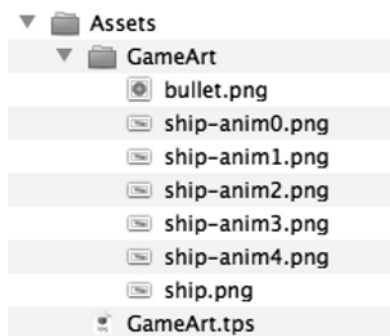 Assets
GameArt
bullet.png
ship-anim0.png
ship-anim1.png
ship-anim2.png
ship-anim3.png
ship-anim4.png
ship.png
GameArt.tps